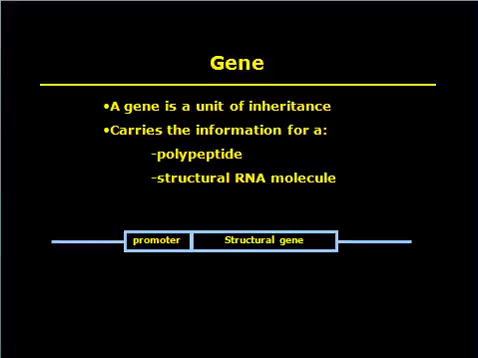 Gene
•A gene is a unit of inheritance
•Carries the information for a:
-polypeptide
-structural RNA molecule
promoter Structural gene